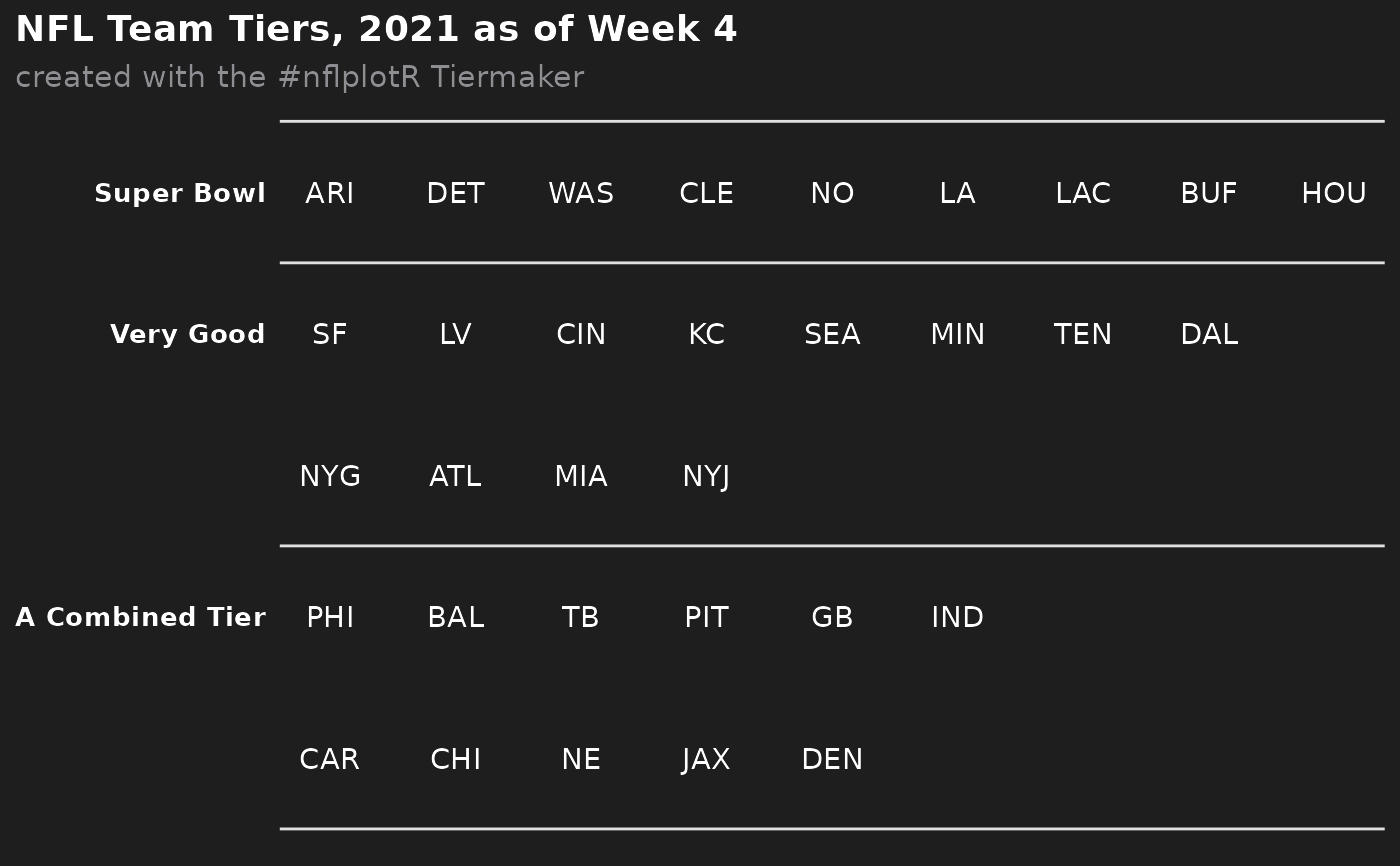 NFL Team Tiers, 2021 as of Week 4
created with the #nflplotR Tiermaker
Super Bowl ARI DET WAS CLE NO LA LAC BUF HOU
Very Good SF LV CIN KC SEA MIN TEN DAL
NYG ATL MIA NYJ
A Combined Tier PHI BAL TB PIT GB IND
CAR CHI NE JAX DEN